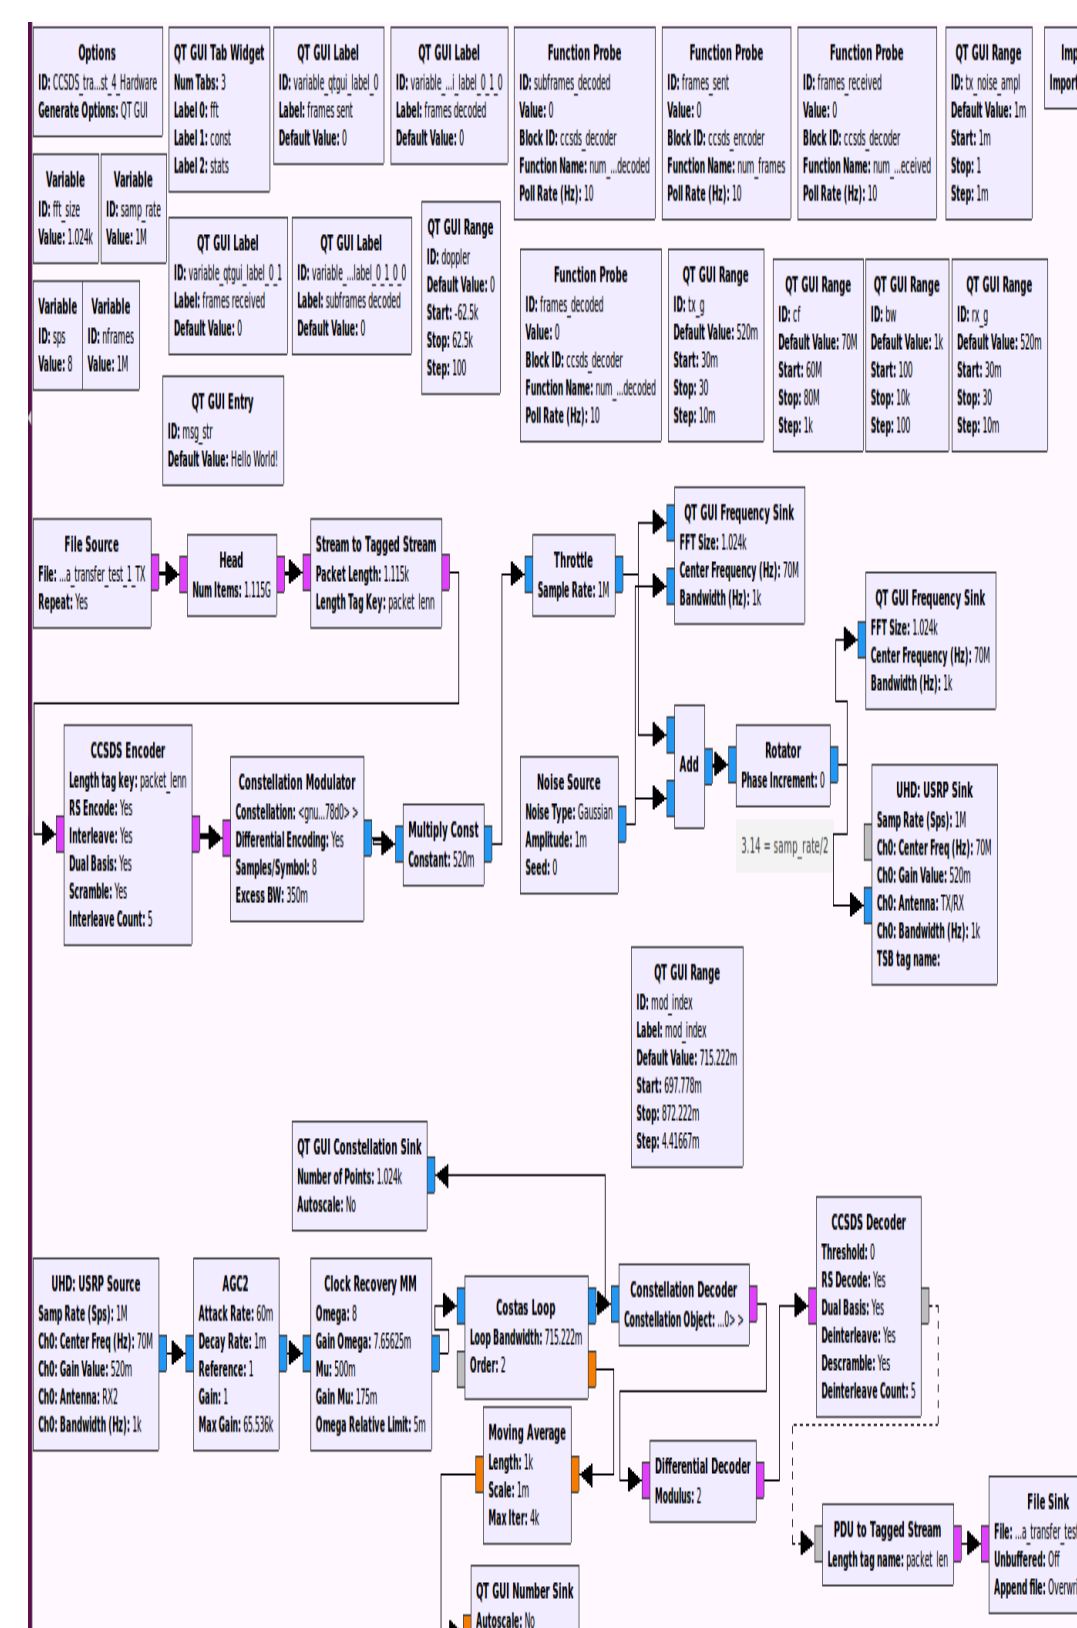 Options
ID: CCSDS_tra...st_4_Hardware
Generate Options: QT GUI
QT GUI Tab Widget
Num Tabs: 3
Label 0: fft
Label 1: const
Label 2: stats
QT GUI Label
ID: variable_qtgui_label_0
Label: frames sent
Default Value: 0
QT GUI Label
ID: variable_...i_label_0_1_0
Label: frames decoded
Default Value: 0
Function Probe
ID: subframes_decoded
Value: 0
Block ID: ccsds_decoder
Function Name: num_...decoded
Poll Rate (Hz): 10
Function Probe
ID: frames_sent
Value: 0
Block ID: ccsds_encoder
Function Name: num_frames
Poll Rate (Hz): 10
Function Probe
ID: frames_received
Value: 0
Block ID: ccsds_decoder
Function Name: num_...eceived
Poll Rate (Hz): 10
QT GUI Range
ID: tx_noise_ampl
Default Value: 1m
Start: 1m
Stop: 1
Step: 1m
Imp
Import
Variable
ID: fft_size
Value: 1.024k
Variable
ID: samp_rate
Value: 1M
QT GUI Label
ID: variable_qtgui_label_0_1
Label: frames received
Default Value: 0
QT GUI Label
ID: variable_...label_0_1_0_0
Label: subframes decoded
Default Value: 0
QT GUI Range
ID: doppler
Default Value: 0
Start: -62.5k
Stop: 62.5k
Step: 100
Function Probe
ID: frames_decoded
Value: 0
Block ID: ccsds_decoder
Function Name: num_...decoded
Poll Rate (Hz): 10
QT GUI Range
ID: tx_g
Default Value: 520m
Start: 30m
Stop: 30
Step: 10m
QT GUI Range
ID: cf
Default Value: 70M
Start: 60M
Stop: 80M
Step: 1k
QT GUI Range
ID: bw
Default Value: 1k
Start: 100
Stop: 10k
Step: 100
QT GUI Range
ID: rx_g
Default Value: 520m
Start: 30m
Stop: 30
Step: 10m
Variable
ID: sps
Value: 8
Variable
ID: nframes
Value: 1M
QT GUI Entry
ID: msg_str
Default Value: Hello World!
File Source
File: ...a_transfer_test_1_TX
Repeat: Yes
Head
Num Items: 1.115G
Stream to Tagged Stream
Packet Length: 1.115k
Length Tag Key: packet_lenn
Throttle
Sample Rate: 1M
QT GUI Frequency Sink
FFT Size: 1.024k
Center Frequency (Hz): 70M
Bandwidth (Hz): 1k
QT GUI Frequency Sink
FFT Size: 1.024k
Center Frequency (Hz): 70M
Bandwidth (Hz): 1k
CCSDS Encoder
Length tag key: packet_lenn
RS Encode: Yes
Interleave: Yes
Dual Basis: Yes
Scramble: Yes
Interleave Count: 5
Constellation Modulator
Constellation: <gnu...78d0> >
Differential Encoding: Yes
Samples/Symbol: 8
Excess BW: 350m
Multiply Const
Constant: 520m
Noise Source
Noise Type: Gaussian
Amplitude: 1m
Seed: 0
Add
Rotator
Phase Increment: 0
3.14 = samp_rate/2
UHD: USRP Sink
Samp Rate (Sps): 1M
Ch0: Center Freq (Hz): 70M
Ch0: Gain Value: 520m
Ch0: Antenna: TX/RX
Ch0: Bandwidth (Hz): 1k
TSB tag name:
QT GUI Range
ID: mod_index
Label: mod_index
Default Value: 715.222m
Start: 697.778m
Stop: 872.222m
Step: 4.41667m
QT GUI Constellation Sink
Number of Points: 1.024k
Autoscale: No
UHD: USRP Source
Samp Rate (Sps): 1M
Ch0: Center Freq (Hz): 70M
Ch0: Gain Value: 520m
Ch0: Antenna: RX2
Ch0: Bandwidth (Hz): 1k
AGC2
Attack Rate: 60m
Decay Rate: 1m
Reference: 1
Gain: 1
Max Gain: 65.536k
Clock Recovery MM
Omega: 8
Gain Omega: 7.65625m
Mu: 500m
Gain Mu: 175m
Omega Relative Limit: 5m
Costas Loop
Loop Bandwidth: 715.222m
Order: 2
Constellation Decoder
Constellation Object: ...0> >
CCSDS Decoder
Threshold: 0
RS Decode: Yes
Dual Basis: Yes
Deinterleave: Yes
Descramble: Yes
Deinterleave Count: 5
Moving Average
Length: 1k
Scale: 1m
Max Iter: 4k
Differential Decoder
Modulus: 2
PDU to Tagged Stream
Length tag name: packet_len
File Sink
File: ...a_transfer_test
Unbuffered: Off
Append file: Overwri
QT GUI Number Sink
Autoscale: No